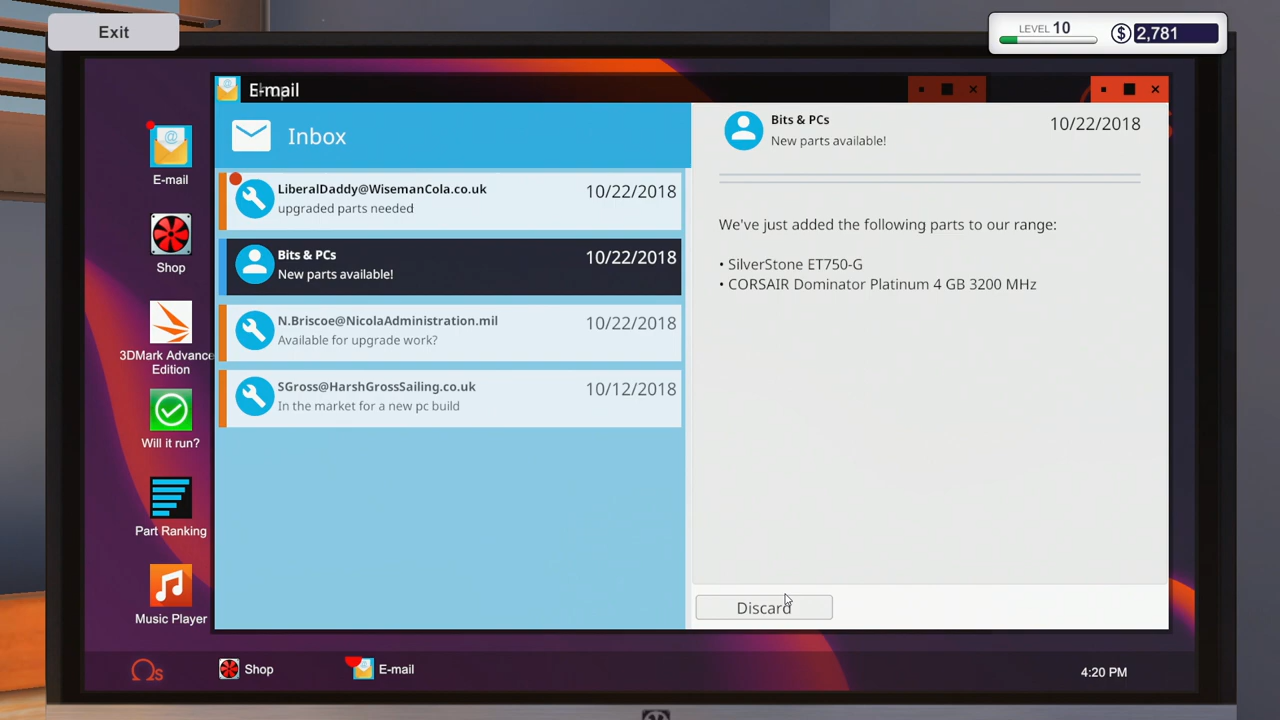 Exit
LEVEL 10
$ 2,781
E-mail
Inbox
LiberalDaddy@WisemanCola.co.uk 10/22/2018
upgraded parts needed
Bits & PCs 10/22/2018
New parts available!
N.Briscoe@NicolaAdministration.mil 10/22/2018
Available for upgrade work?
SGross@HarshGrossSailing.co.uk 10/12/2018
In the market for a new pc build
Bits & PCs 10/22/2018
New parts available!
We've just added the following parts to our range:
• SilverStone ET750-G
• CORSAIR Dominator Platinum 4 GB 3200 MHz
Discard
E-mail
Shop
3DMark Advance
Edition
Will it run?
Part Ranking
Music Player
Ωs
Shop
E-mail
4:20 PM